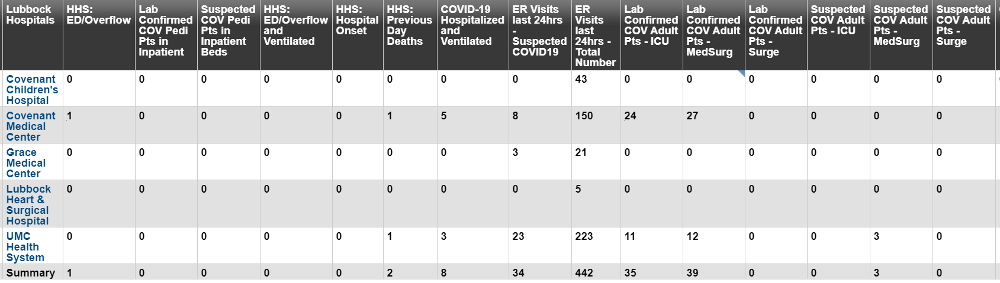 Lubbock Hospitals | HHS: ED/Overflow | Lab Confirmed COV Pedi Pts in Inpatient | Suspected COV Pedi Pts in Inpatient Beds | HHS: ED/Overflow and Ventilated | HHS: Hospital Onset | HHS: Previous Day Deaths | COVID-19 Hospitalized and Ventilated | ER Visits last 24hrs - Suspected COVID19 | ER Visits last 24hrs - Total Number | Lab Confirmed COV Adult Pts - ICU | Lab Confirmed COV Adult Pts - MedSurg | Lab Confirmed COV Adult Pts - Surge | Suspected COV Adult Pts - ICU | Suspected COV Adult Pts - MedSurg | Suspected COV Adult Pts - Surge
Covenant Children's Hospital | 0 | 0 | 0 | 0 | 0 | 0 | 0 | 0 | 43 | 0 | 0 | 0 | 0 | 0 | 0
Covenant Medical Center | 1 | 0 | 0 | 0 | 0 | 1 | 5 | 8 | 150 | 24 | 27 | 0 | 0 | 0 | 0
Grace Medical Center | 0 | 0 | 0 | 0 | 0 | 0 | 0 | 3 | 21 | 0 | 0 | 0 | 0 | 0 | 0
Lubbock Heart & Surgical Hospital | 0 | 0 | 0 | 0 | 0 | 0 | 0 | 0 | 5 | 0 | 0 | 0 | 0 | 0 | 0
UMC Health System | 0 | 0 | 0 | 0 | 0 | 1 | 3 | 23 | 223 | 11 | 12 | 0 | 0 | 3 | 0
Summary | 1 | 0 | 0 | 0 | 0 | 2 | 8 | 34 | 442 | 35 | 39 | 0 | 0 | 3 | 0